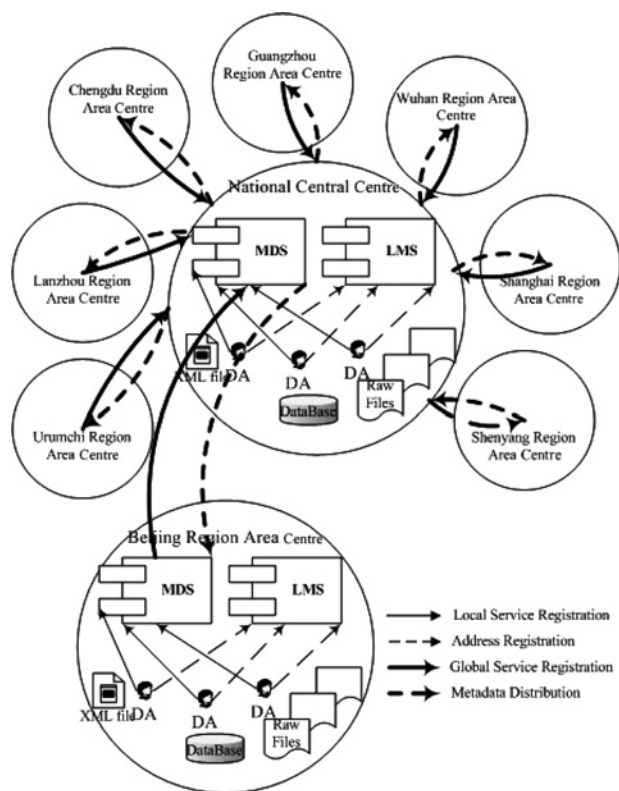 Guangzhou
Region Area
Centre
Chengdu Region
Area Centre
Wuhan Region Area
Centre
National Central Centre
MDS
LMS
Lanzhou Region
Area Centre
Shanghai Region
Area Centre
XML file
DA
DA
DA
Raw
Files
DataBase
Urumchi Region
Area Centre
Shenyang Region
Area Centre
Beijing Region Area Centre
MDS
LMS
XML file
DA
DA
DA
Raw
Files
DataBase
Local Service Registration
Address Registration
Global Service Registration
Metadata Distribution